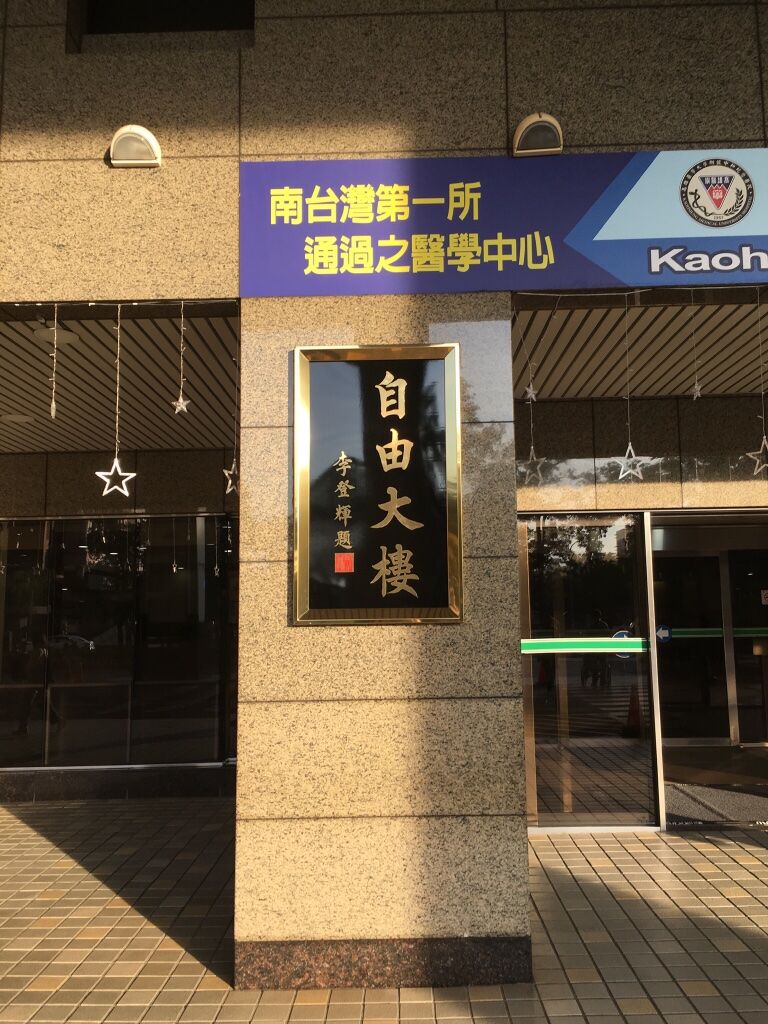 南台灣第一所
通過之醫學中心
Kaoh
自由大樓
李登輝題